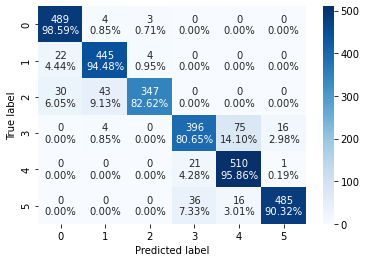 489 4 3 0 0 0
98.59% 0.85% 0.71% 0.00% 0.00% 0.00%
22 445 4 0 0 0
4.44% 94.48% 0.95% 0.00% 0.00% 0.00%
30 43 347 0 0 0
6.05% 9.13% 82.62% 0.00% 0.00% 0.00%
0 4 0 396 75 16
0.00% 0.85% 0.00% 80.65% 14.10% 2.98%
0 0 0 21 510 1
0.00% 0.00% 0.00% 4.28% 95.86% 0.19%
0 0 0 36 16 485
0.00% 0.00% 0.00% 7.33% 3.01% 90.32%
0
1
2
3
4
5
True label
0 1 2 3 4 5
Predicted label
500
400
300
200
100
0